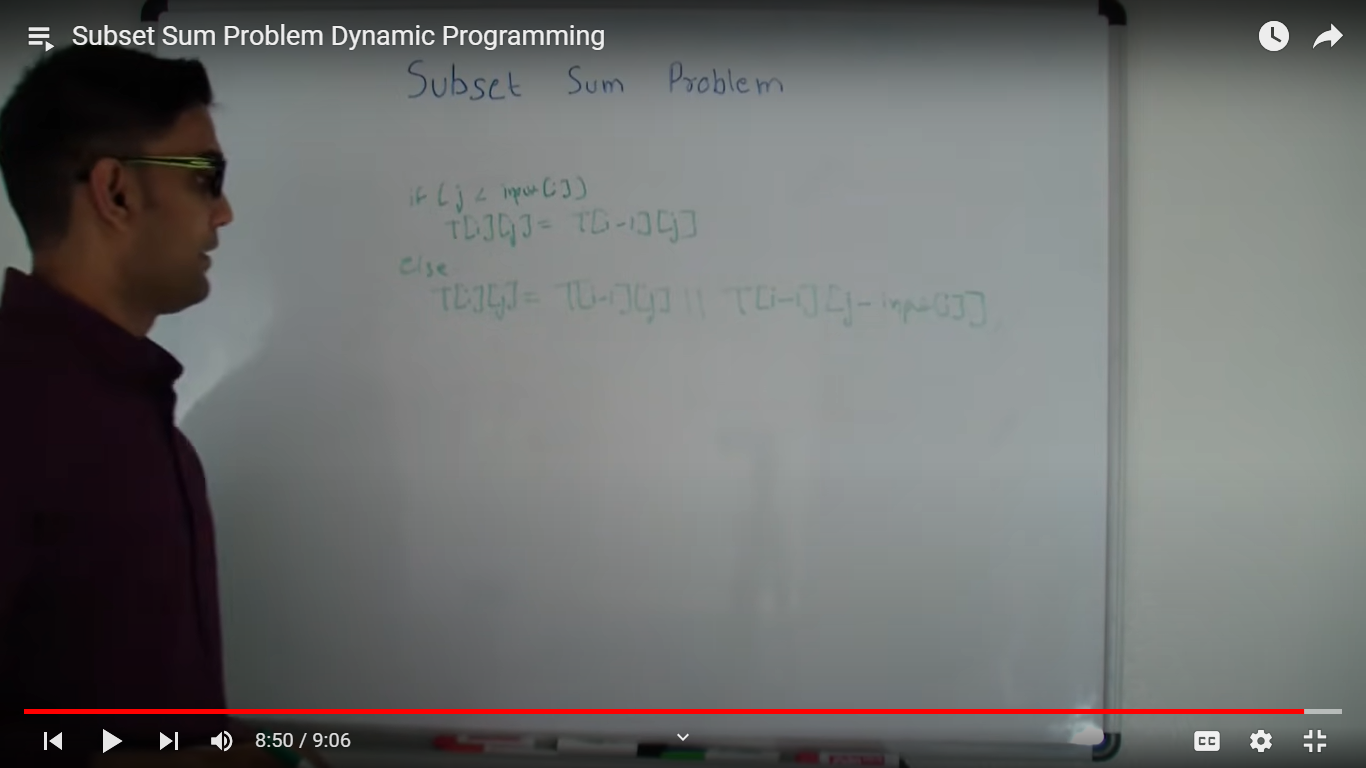 Subset Sum Problem Dynamic Programming
Subset Sum Problem
if (j < input[i])
T[i][j] = T[i-1][j]
Else
T[i][j] = T[i-1][j] || T[i-1][j-input[i]]
8:50 / 9:06
CC